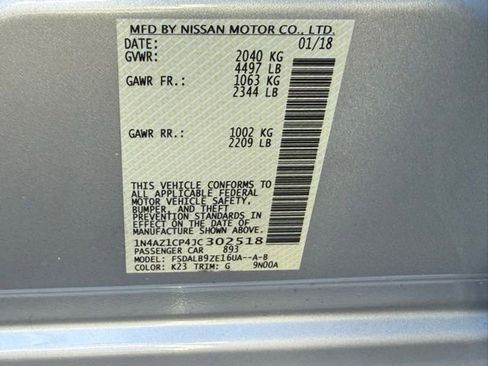 MFD BY NISSAN MOTOR CO., LTD.
DATE: 01/18
GVWR: 2040 KG
4497 LB
GAWR FR.: 1063 KG
2344 LB
GAWR RR.: 1002 KG
2209 LB
THIS VEHICLE CONFORMS TO
ALL APPLICABLE FEDERAL
MOTOR VEHICLE SAFETY,
BUMPER, AND THEFT
PREVENTION STANDARDS IN
EFFECT ON THE DATE OF
MANUFACTURE SHOWN ABOVE.
1N4AZ1CP4JC302518
PASSENGER CAR 893
MODEL: FSDALB9ZE16UA--A-B
COLOR: K23 TRIM: G 9N00A